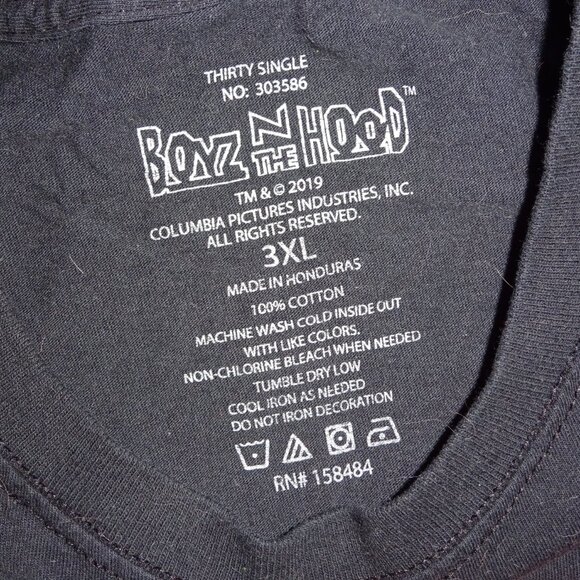 THIRTY SINGLE
NO: 303586
BOYZ N THE HOOD™
TM & © 2019
COLUMBIA PICTURES INDUSTRIES, INC.
ALL RIGHTS RESERVED.
3XL
MADE IN HONDURAS
100% COTTON
MACHINE WASH COLD INSIDE OUT
WITH LIKE COLORS.
NON-CHLORINE BLEACH WHEN NEEDED
TUMBLE DRY LOW
COOL IRON AS NEEDED
DO NOT IRON DECORATION
RN# 158484